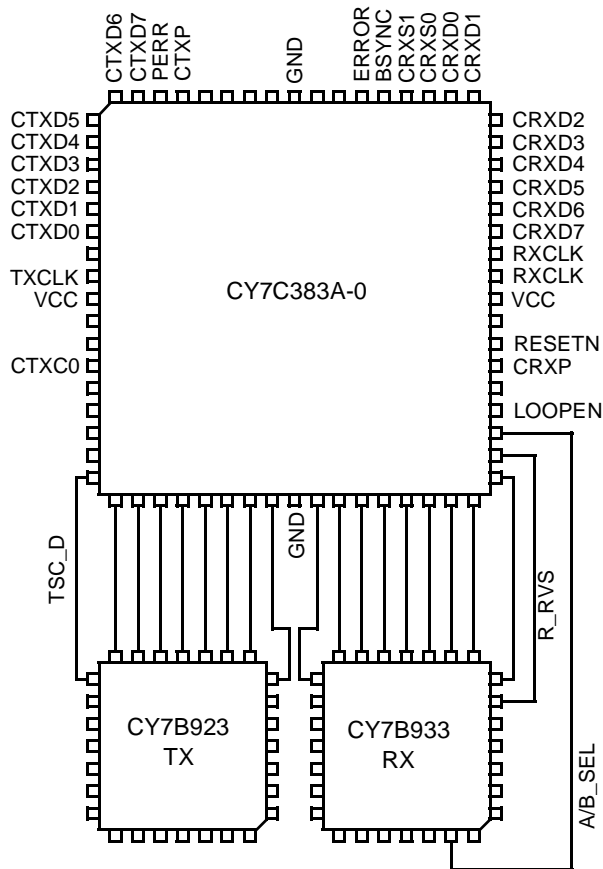 CTXD6
CTXD7
PERR
CTXP
GND
ERROR
BSYNC
CRXS1
CRXS0
CRXD0
CRXD1
CTXD5
CTXD4
CTXD3
CTXD2
CTXD1
CTXD0
TXCLK
VCC
CTXC0
CY7C383A-0
CRXD2
CRXD3
CRXD4
CRXD5
CRXD6
CRXD7
RXCLK
RXCLK
VCC
RESETN
CRXP
LOOPEN
TSC_D
GND
R_RVS
A/B_SEL
CY7B923
TX
CY7B933
RX